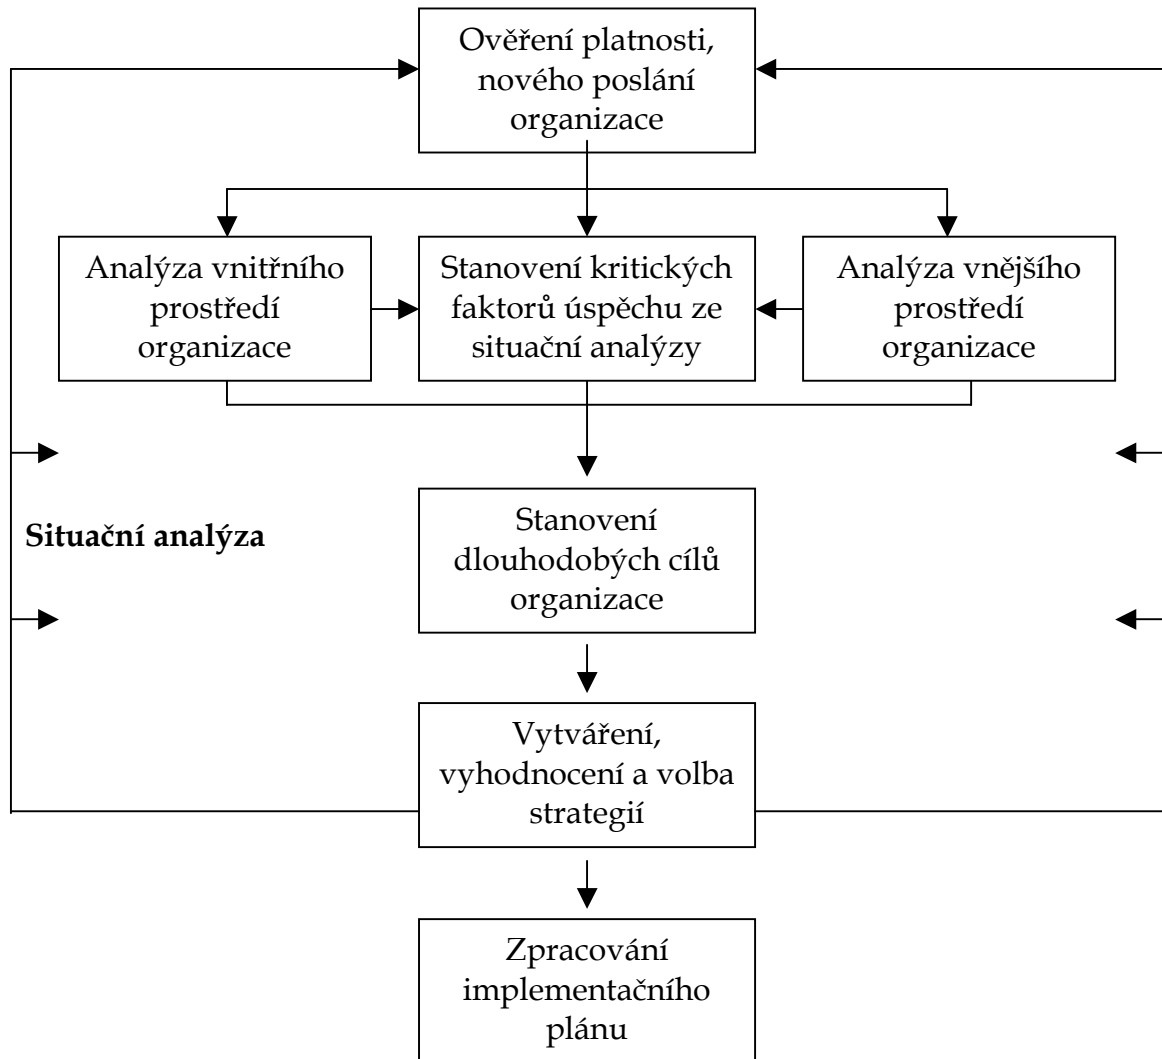 Ověření platnosti,
nového poslání
organizace
Analýza vnitřního
prostředí
organizace
Stanovení kritických
faktorů úspěchu ze
situační analýzy
Analýza vnějšího
prostředí
organizace
Situační analýza
Stanovení
dlouhodobých cílů
organizace
Vytváření,
vyhodnocení a volba
strategií
Zpracování
implementačního
plánu